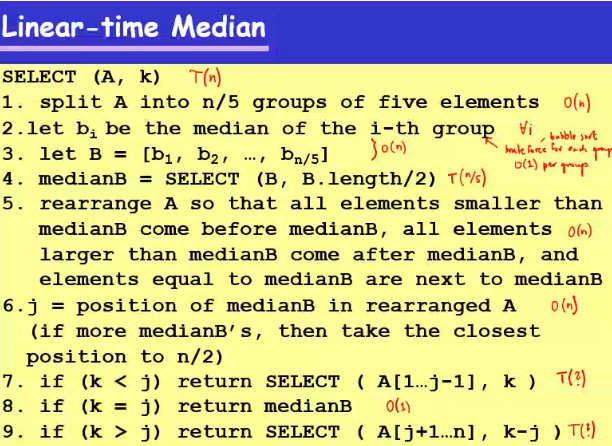 Linear-time Median
SELECT (A, k) T(n)
1. split A into n/5 groups of five elements O(n)
2.let bi be the median of the i-th group ∀i , bubble sort
brute force for each group
3. let B = [b1, b2, …, bn/5] } O(n)
O(1) per group
4. medianB = SELECT (B, B.length/2) T(n/5)
5. rearrange A so that all elements smaller than
medianB come before medianB, all elements O(n)
larger than medianB come after medianB, and
elements equal to medianB are next to medianB
6.j = position of medianB in rearranged A O(n)
(if more medianB's, then take the closest
position to n/2)
7. if (k < j) return SELECT ( A[1…j-1], k ) T(?)
8. if (k = j) return medianB O(1)
9. if (k > j) return SELECT ( A[j+1…n], k-j ) T(?)